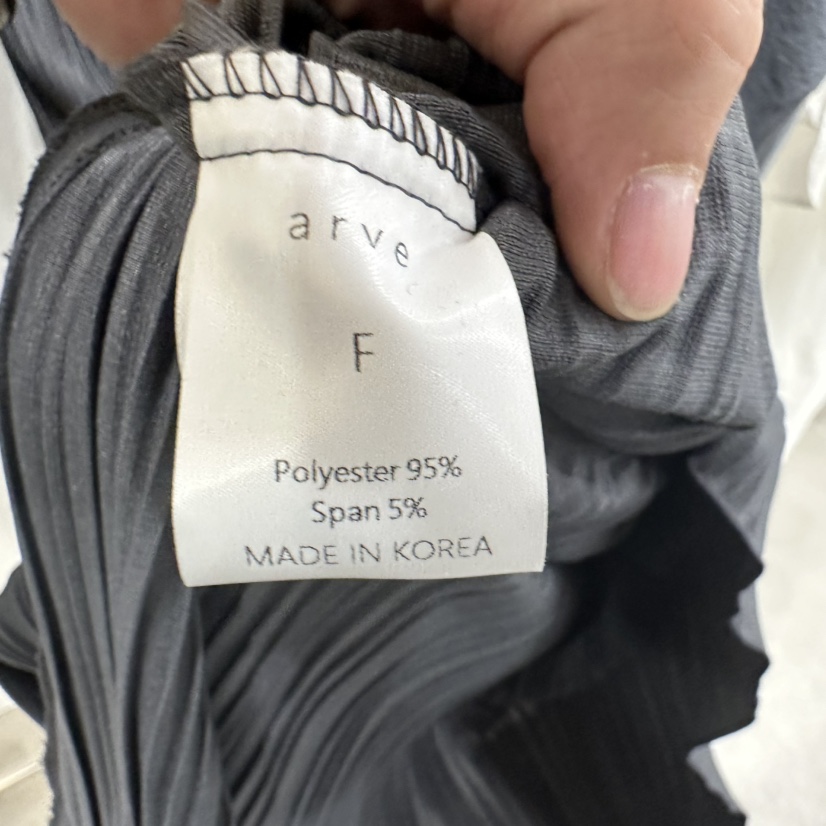 arve
F
Polyester 95%
Span 5%
MADE IN KOREA